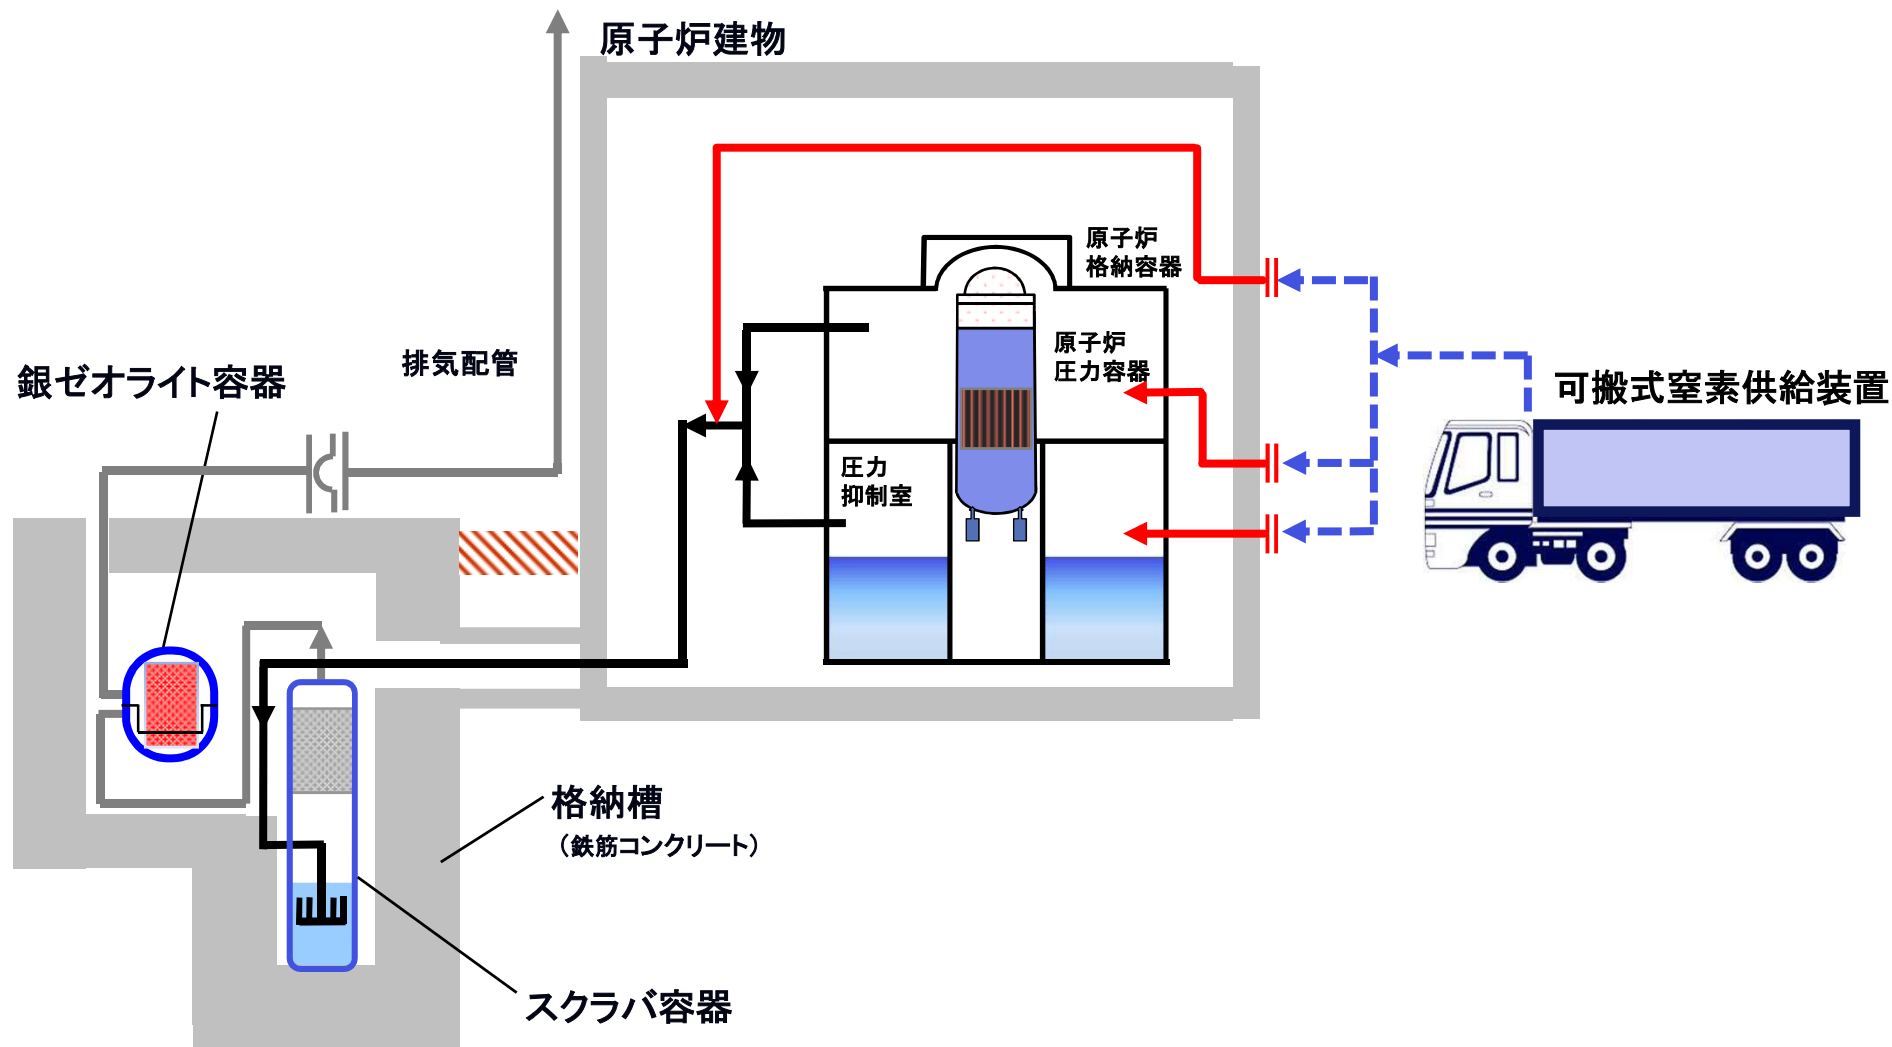 原子炉建物
原子炉
格納容器
原子炉
圧力容器
排気配管
銀ゼオライト容器
可搬式窒素供給装置
圧力
抑制室
格納槽
（鉄筋コンクリート）
スクラバ容器